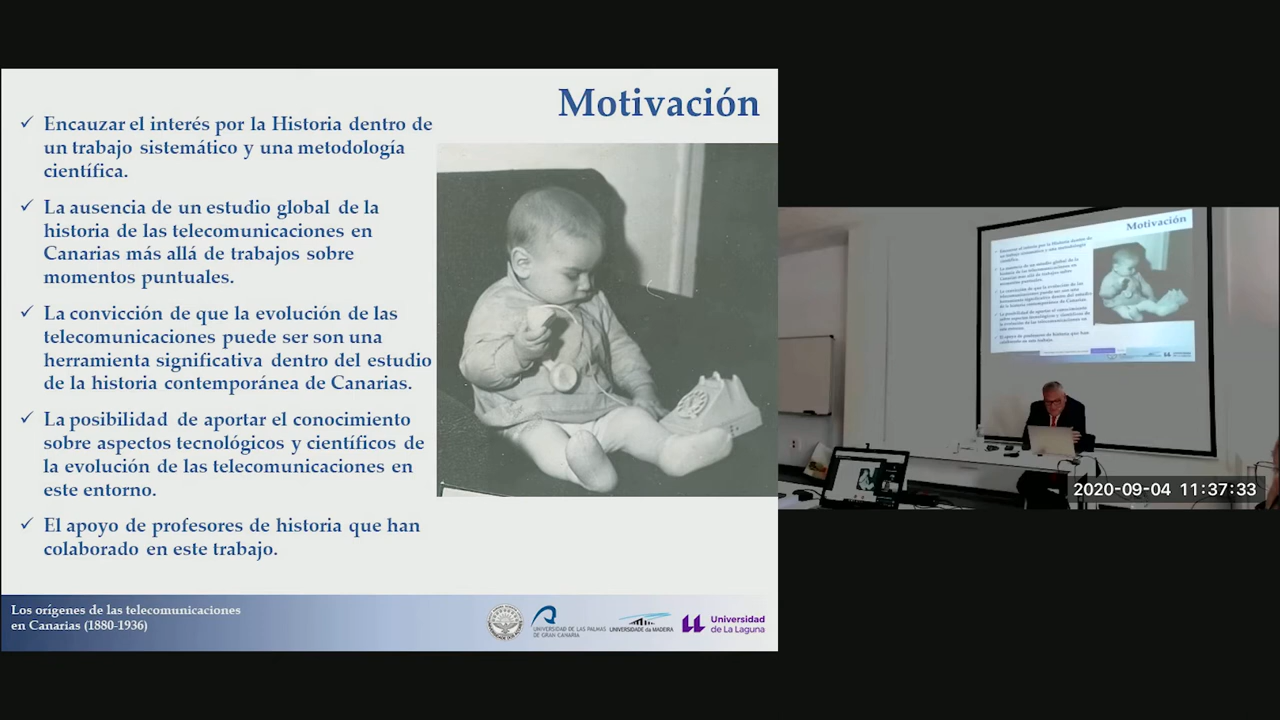 Motivación
✓ Encauzar el interés por la Historia dentro de
un trabajo sistemático y una metodología
científica.
✓ La ausencia de un estudio global de la
historia de las telecomunicaciones en
Canarias más allá de trabajos sobre
momentos puntuales.
✓ La convicción de que la evolución de las
telecomunicaciones puede ser son una
herramienta significativa dentro del estudio
de la historia contemporánea de Canarias.
✓ La posibilidad de aportar el conocimiento
sobre aspectos tecnológicos y científicos de
la evolución de las telecomunicaciones en
este entorno.
✓ El apoyo de profesores de historia que han
colaborado en este trabajo.
Los orígenes de las telecomunicaciones
en Canarias (1880-1936)
UNIVERSIDAD DE LAS PALMAS
DE GRAN CANARIA
UNIVERSIDADE da MADEIRA
Universidad
de La Laguna
Motivación
2020-09-04 11:37:33